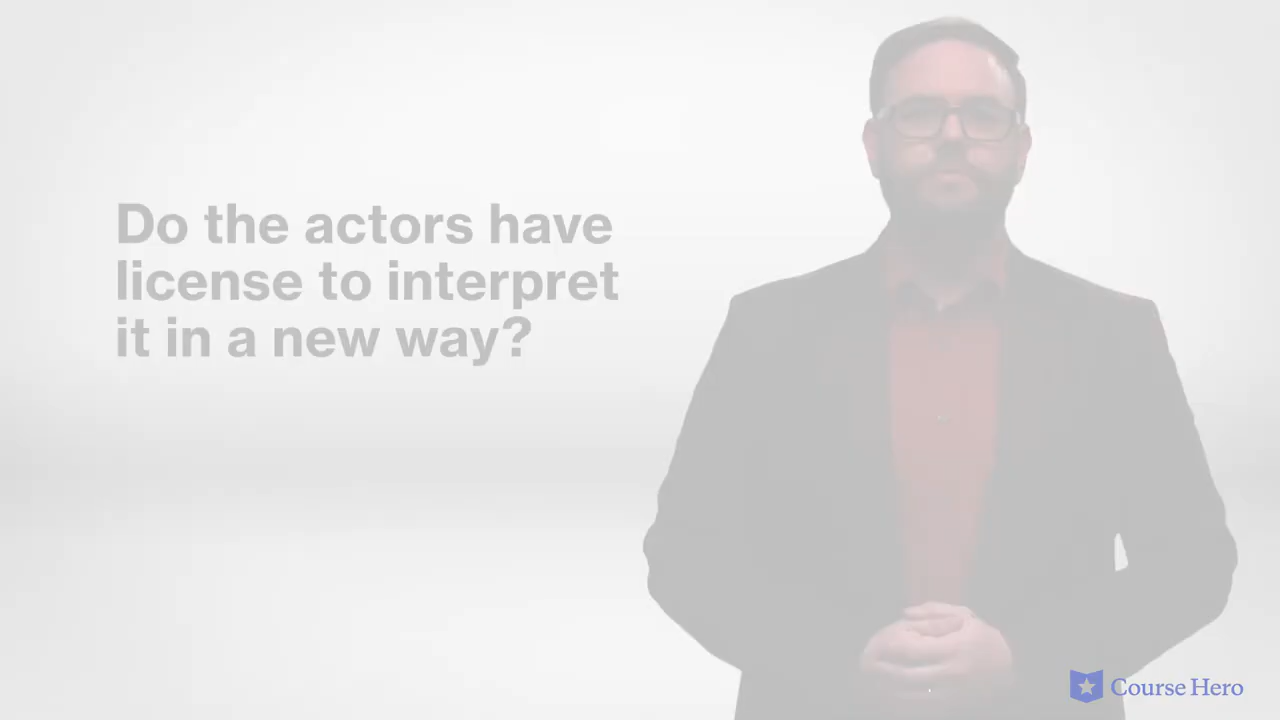 Do the actors have
license to interpret
it in a new way?
Course Hero